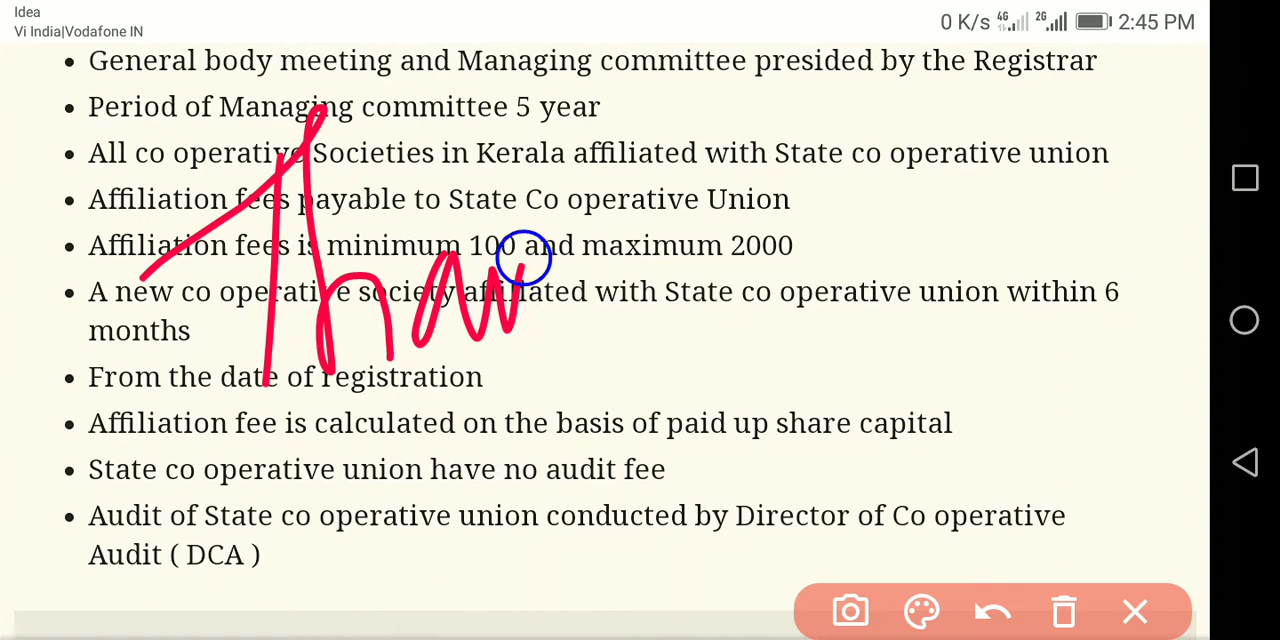 Idea
Vi India|Vodafone IN
0 K/s 4G 2G 2:45 PM
• General body meeting and Managing committee presided by the Registrar
• Period of Managing committee 5 year
• All co operative Societies in Kerala affiliated with State co operative union
• Affiliation fees payable to State Co operative Union
• Affiliation fees is minimum 100 and maximum 2000
• A new co operative society affiliated with State co operative union within 6
months
• From the date of registration
• Affiliation fee is calculated on the basis of paid up share capital
• State co operative union have no audit fee
• Audit of State co operative union conducted by Director of Co operative
Audit ( DCA )